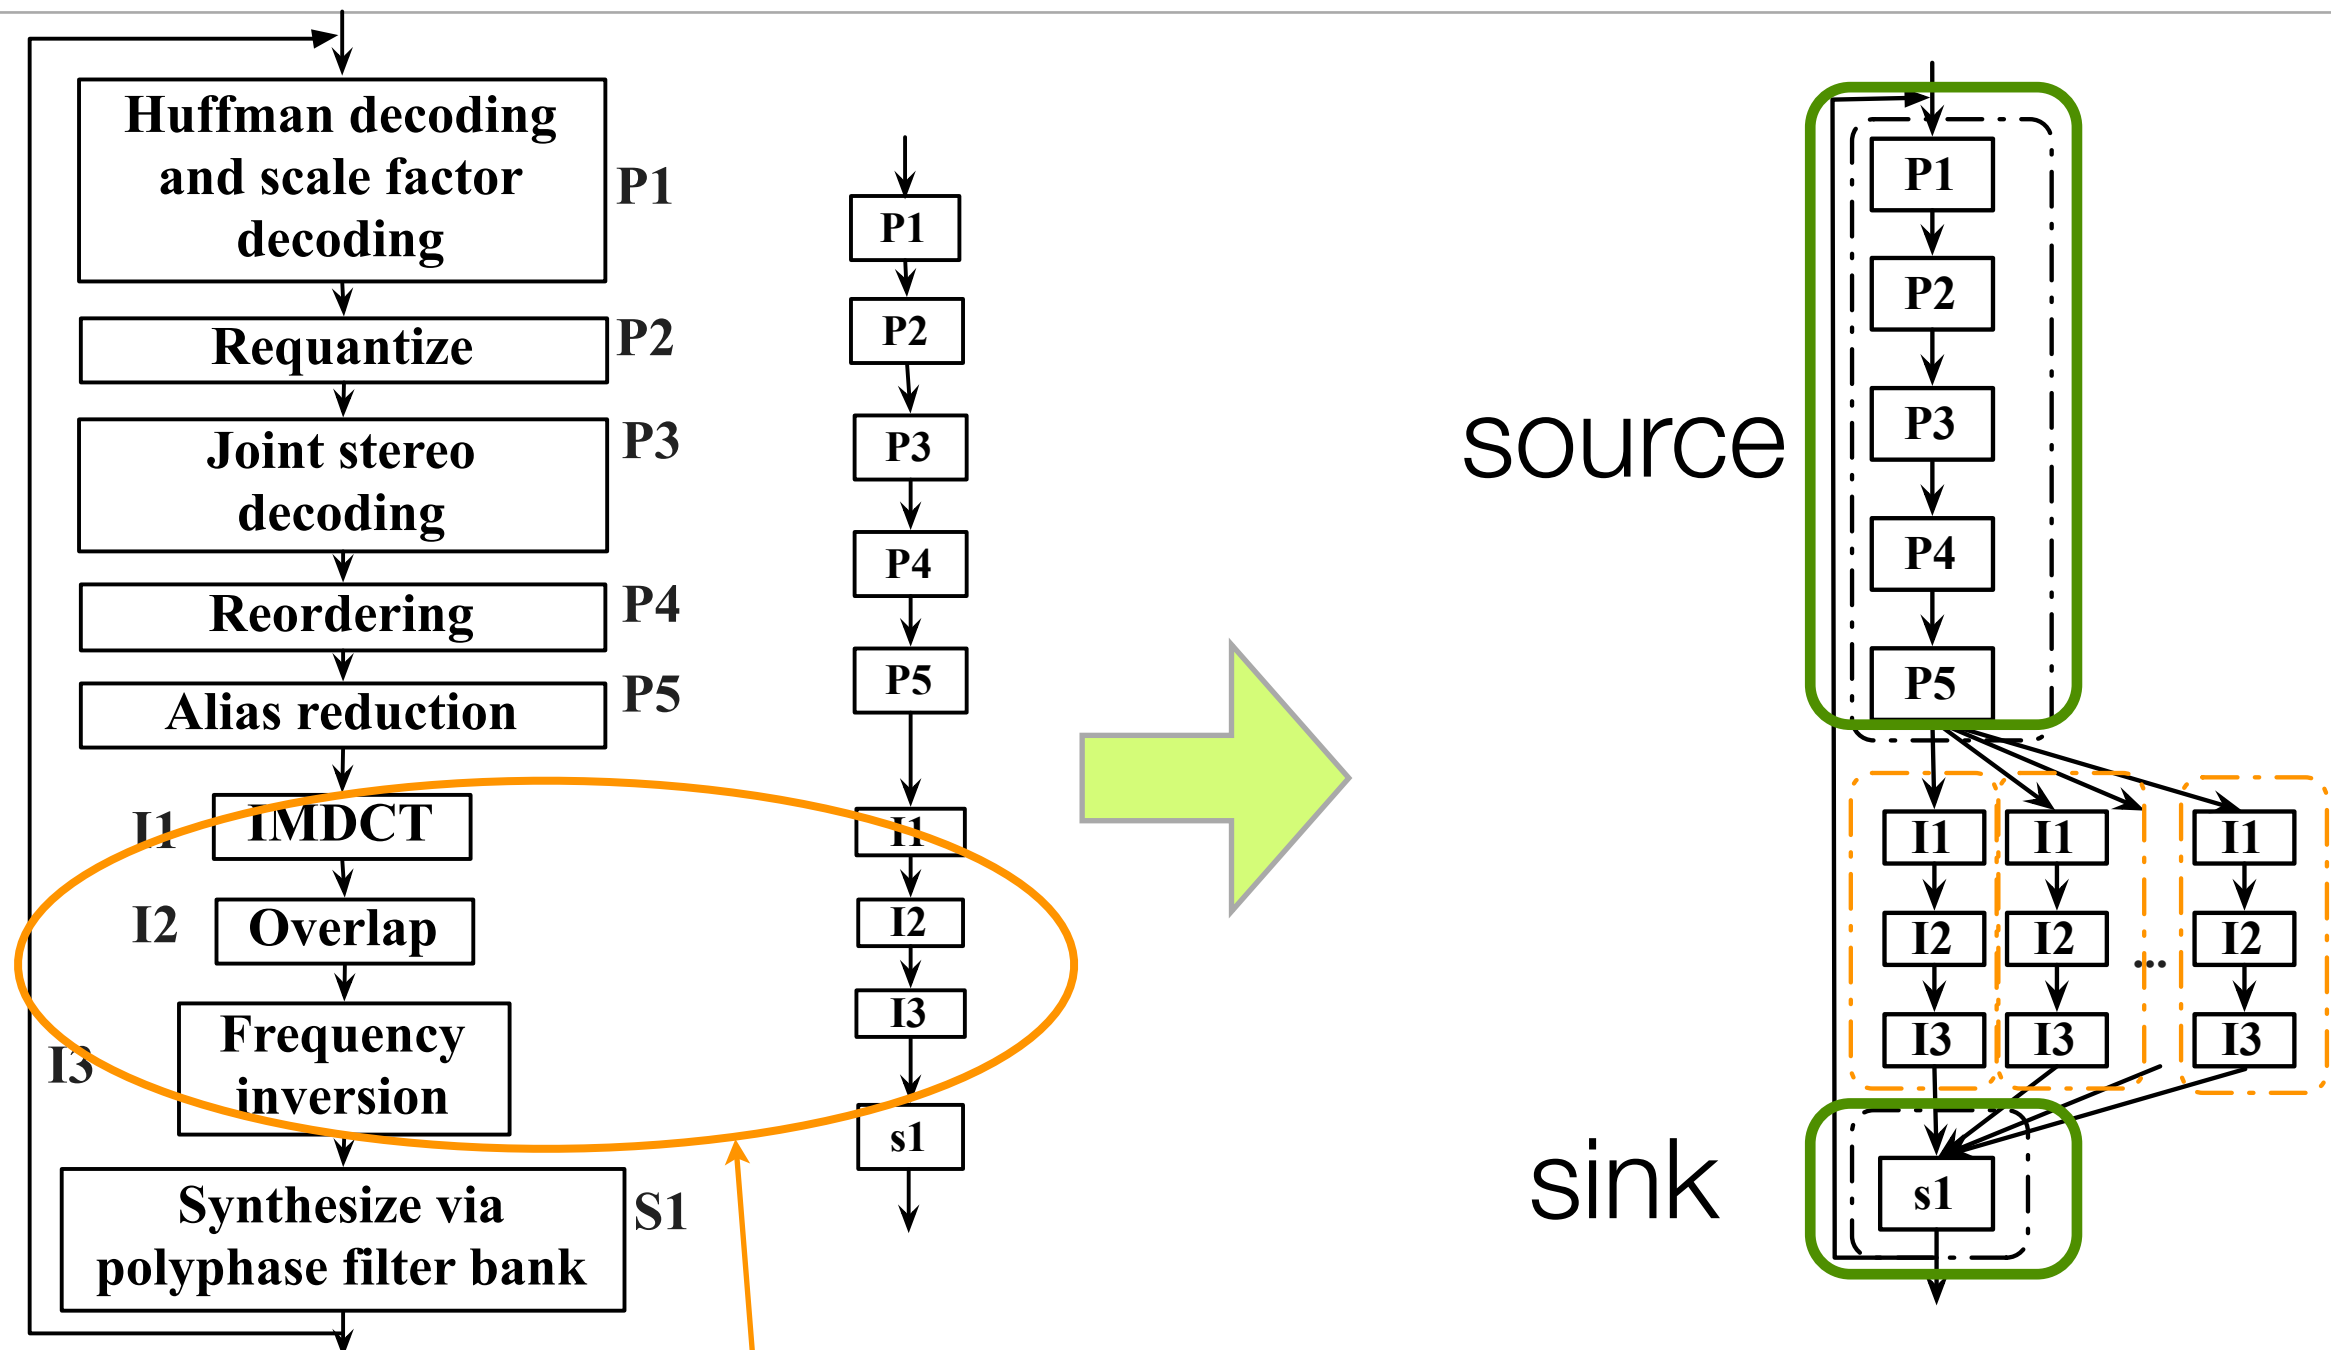 Huffman decoding
and scale factor
decoding
P1
Requantize
P2
Joint stereo
decoding
P3
Reordering
P4
Alias reduction
P5
I1
IMDCT
I2
Overlap
I3
Frequency
inversion
Synthesize via
polyphase filter bank
S1
P1
P2
P3
P4
P5
I1
I2
I3
s1
source
P1
P2
P3
P4
P5
I1
I1
I1
I2
I2
...
I2
I3
I3
I3
sink
s1